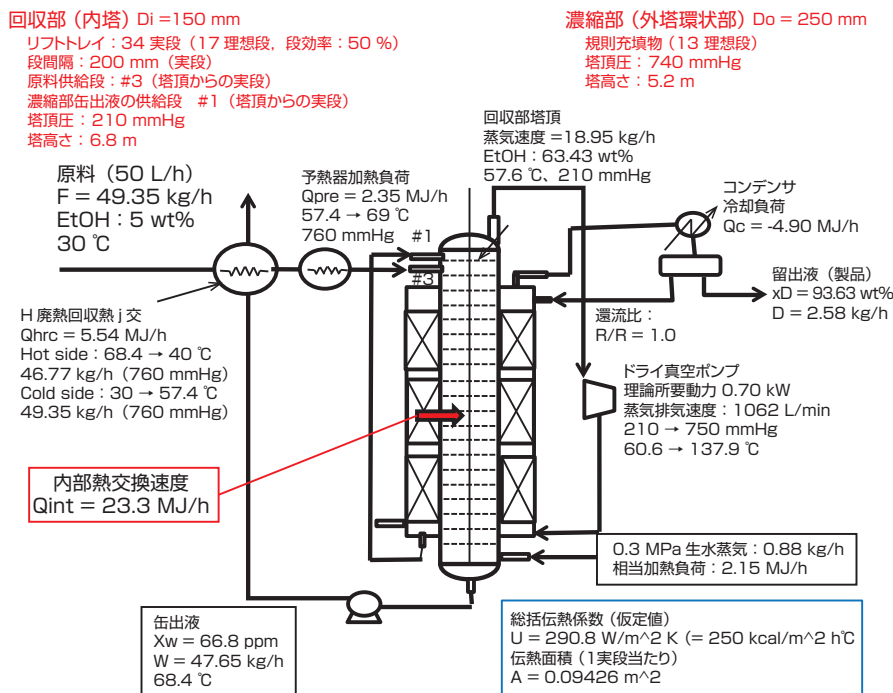 回収部（内塔）Di =150 mm
リフトトレイ：34 実段（17 理想段，段効率：50 %）
段間隔：200 mm（実段）
原料供給段：#3（塔頂からの実段）
濃縮部缶出液の供給段　#1（塔頂からの実段）
塔頂圧：210 mmHg
塔高さ：6.8 m
濃縮部（外塔環状部）Do = 250 mm
規則充填物（13 理想段）
塔頂圧：740 mmHg
塔高さ：5.2 m
回収部塔頂
蒸気速度 =18.95 kg/h
EtOH：63.43 wt%
57.6 ℃、210 mmHg
原料（50 L/h）
F = 49.35 kg/h
EtOH：5 wt%
30 ℃
予熱器加熱負荷
Qpre = 2.35 MJ/h
57.4 → 69 ℃
760 mmHg
#1
#3
コンデンサ
冷却負荷
Qc = -4.90 MJ/h
留出液（製品）
xD = 93.63 wt%
D = 2.58 kg/h
還流比：
R/R = 1.0
H 廃熱回収熱 j 交
Qhrc = 5.54 MJ/h
Hot side：68.4 → 40 ℃
46.77 kg/h (760 mmHg)
Cold side：30 → 57.4 ℃
49.35 kg/h (760 mmHg)
ドライ真空ポンプ
理論所要動力 0.70 kW
蒸気排気速度：1062 L/min
210 → 750 mmHg
60.6 → 137.9 ℃
内部熱交換速度
Qint = 23.3 MJ/h
0.3 MPa 生水蒸気：0.88 kg/h
相当加熱負荷：2.15 MJ/h
缶出液
Xw = 66.8 ppm
W = 47.65 kg/h
68.4 ℃
総括伝熱係数（仮定値）
U = 290.8 W/m^2 K (= 250 kcal/m^2 h℃
伝熱面積（1実段当たり）
A = 0.09426 m^2